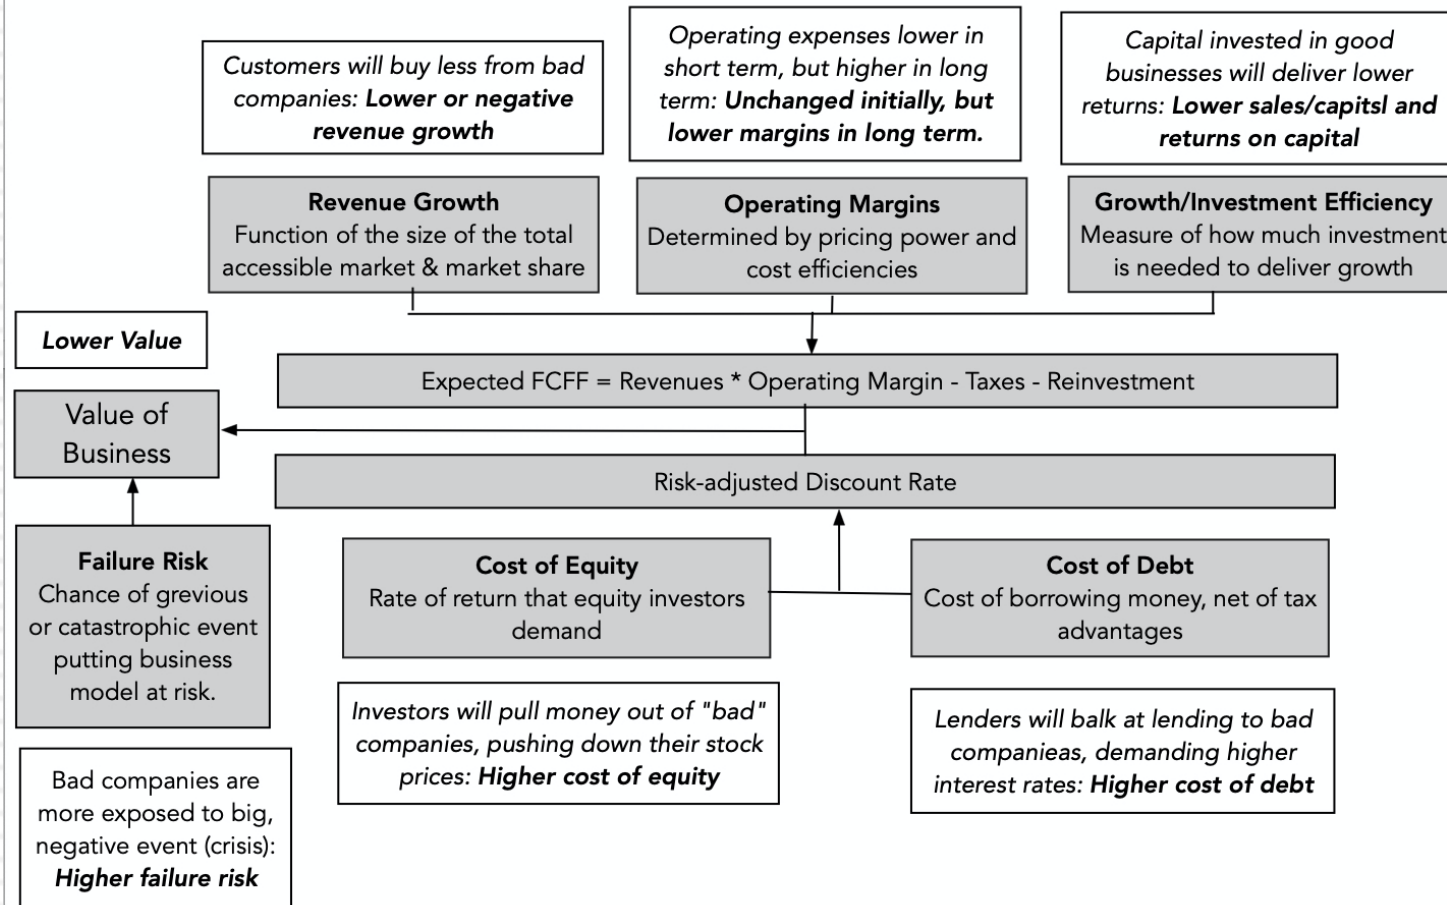 Customers will buy less from bad
companies: Lower or negative
revenue growth
Operating expenses lower in
short term, but higher in long
term: Unchanged initially, but
lower margins in long term.
Capital invested in good
businesses will deliver lower
returns: Lower sales/capitsl and
returns on capital
Revenue Growth
Function of the size of the total
accessible market & market share
Operating Margins
Determined by pricing power and
cost efficiencies
Growth/Investment Efficiency
Measure of how much investment
is needed to deliver growth
Lower Value
Expected FCFF = Revenues * Operating Margin - Taxes - Reinvestment
Value of
Business
Risk-adjusted Discount Rate
Failure Risk
Chance of grevious
or catastrophic event
putting business
model at risk.
Cost of Equity
Rate of return that equity investors
demand
Cost of Debt
Cost of borrowing money, net of tax
advantages
Investors will pull money out of "bad"
companies, pushing down their stock
prices: Higher cost of equity
Lenders will balk at lending to bad
companieas, demanding higher
interest rates: Higher cost of debt
Bad companies are
more exposed to big,
negative event (crisis):
Higher failure risk